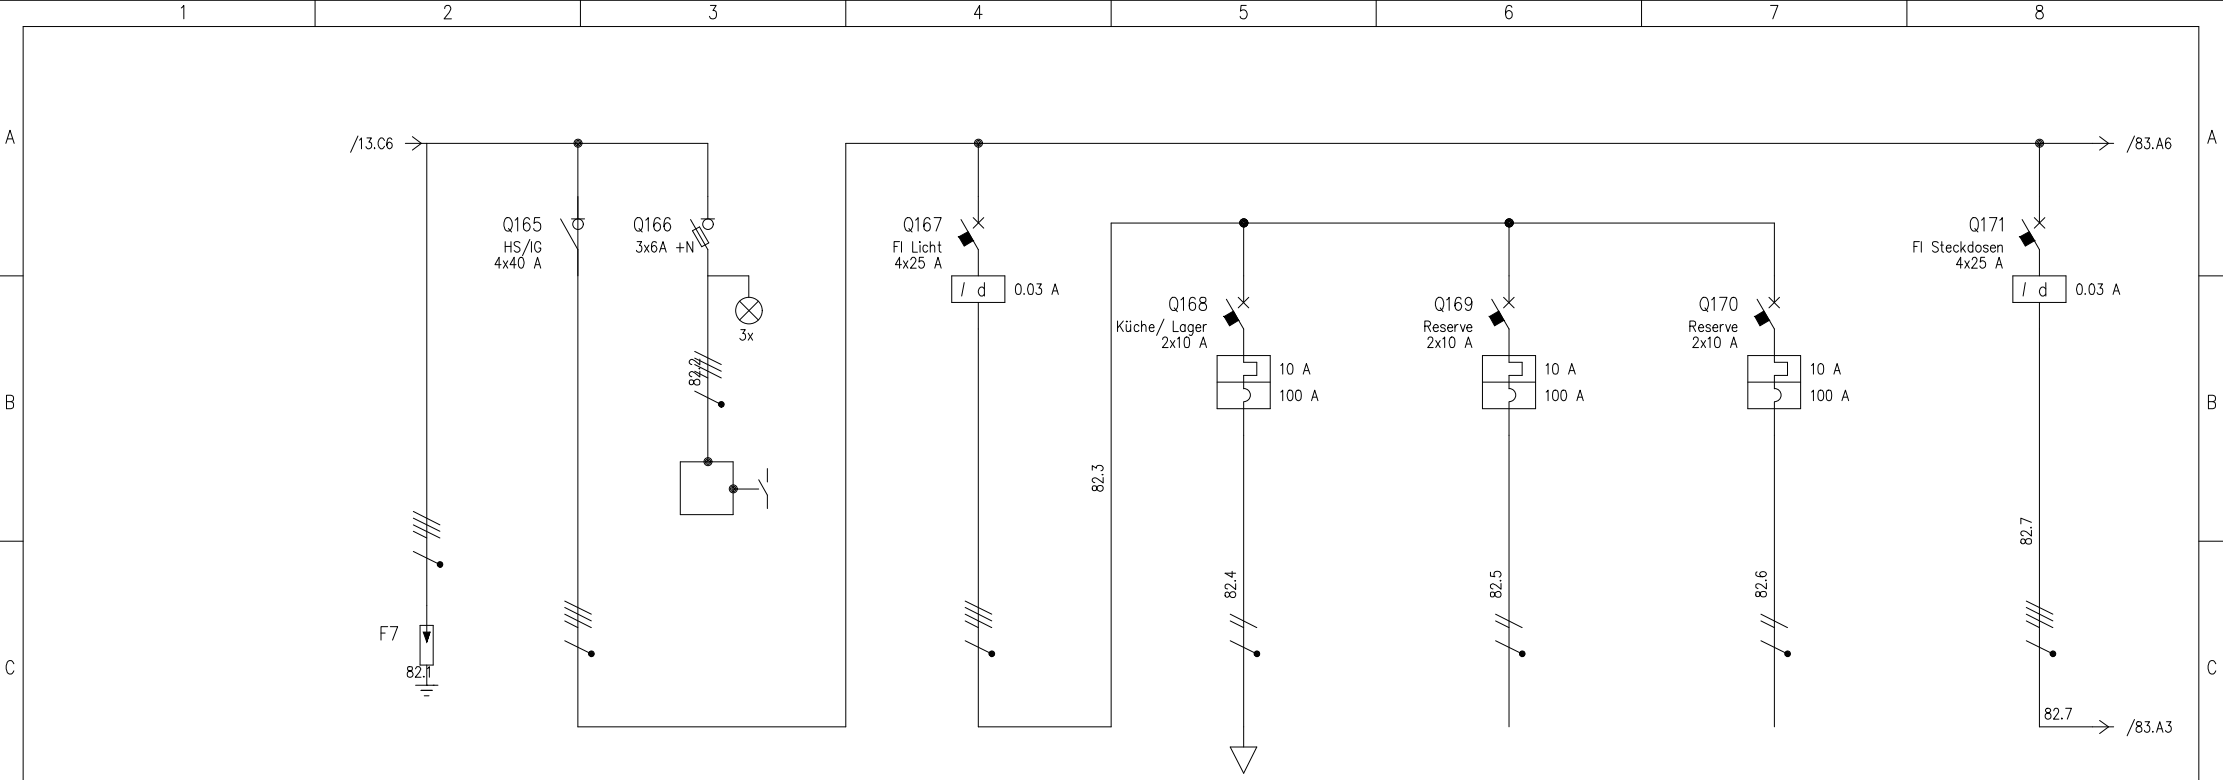 1 2 3 4 5 6 7 8
A /13.C6 /83.A6 A
Q165
HS/IG
4x40 A
Q166
3x6A +N
3x
82.2
Q167
FI Licht
4x25 A
I d 0.03 A
Q171
FI Steckdosen
4x25 A
I d 0.03 A
Q168
Küche/ Lager
2x10 A
10 A
100 A
Q169
Reserve
2x10 A
10 A
100 A
Q170
Reserve
2x10 A
10 A
100 A
B B
82.3
82.7
82.4
82.5
82.6
F7
82.1
C C
82.7 /83.A3